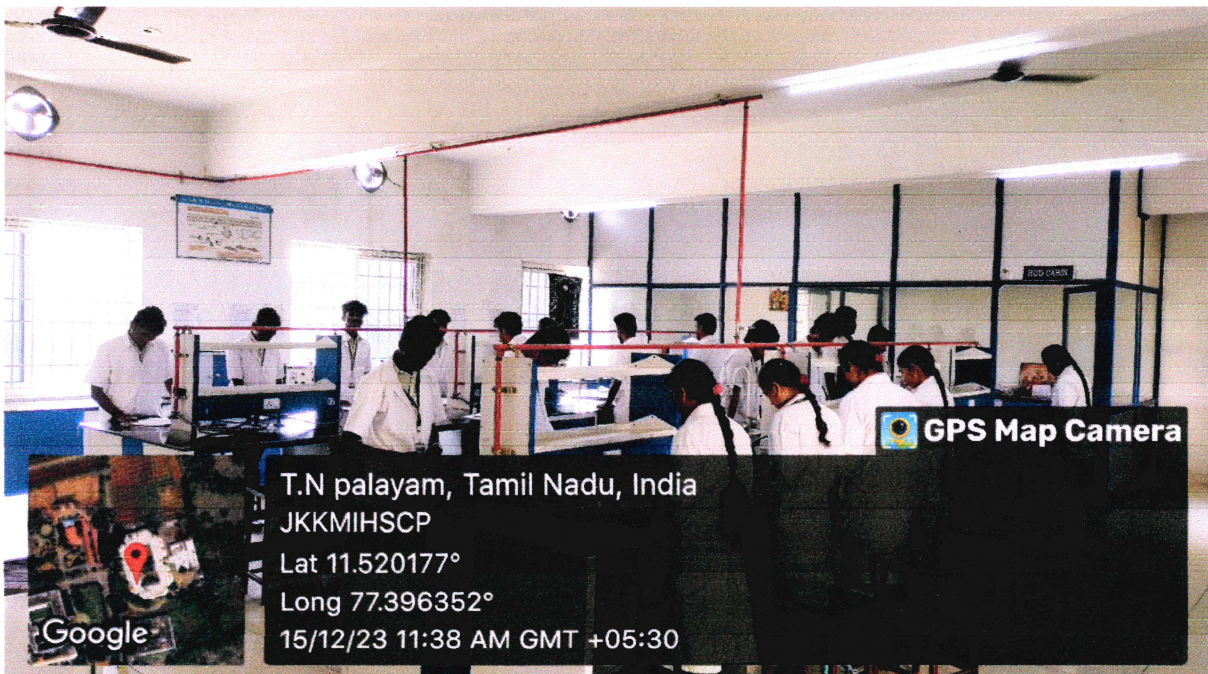 HOD CABIN
GPS Map Camera
T.N palayam, Tamil Nadu, India
JKKMIHSCP
Lat 11.520177°
Long 77.396352°
15/12/23 11:38 AM GMT +05:30
Google